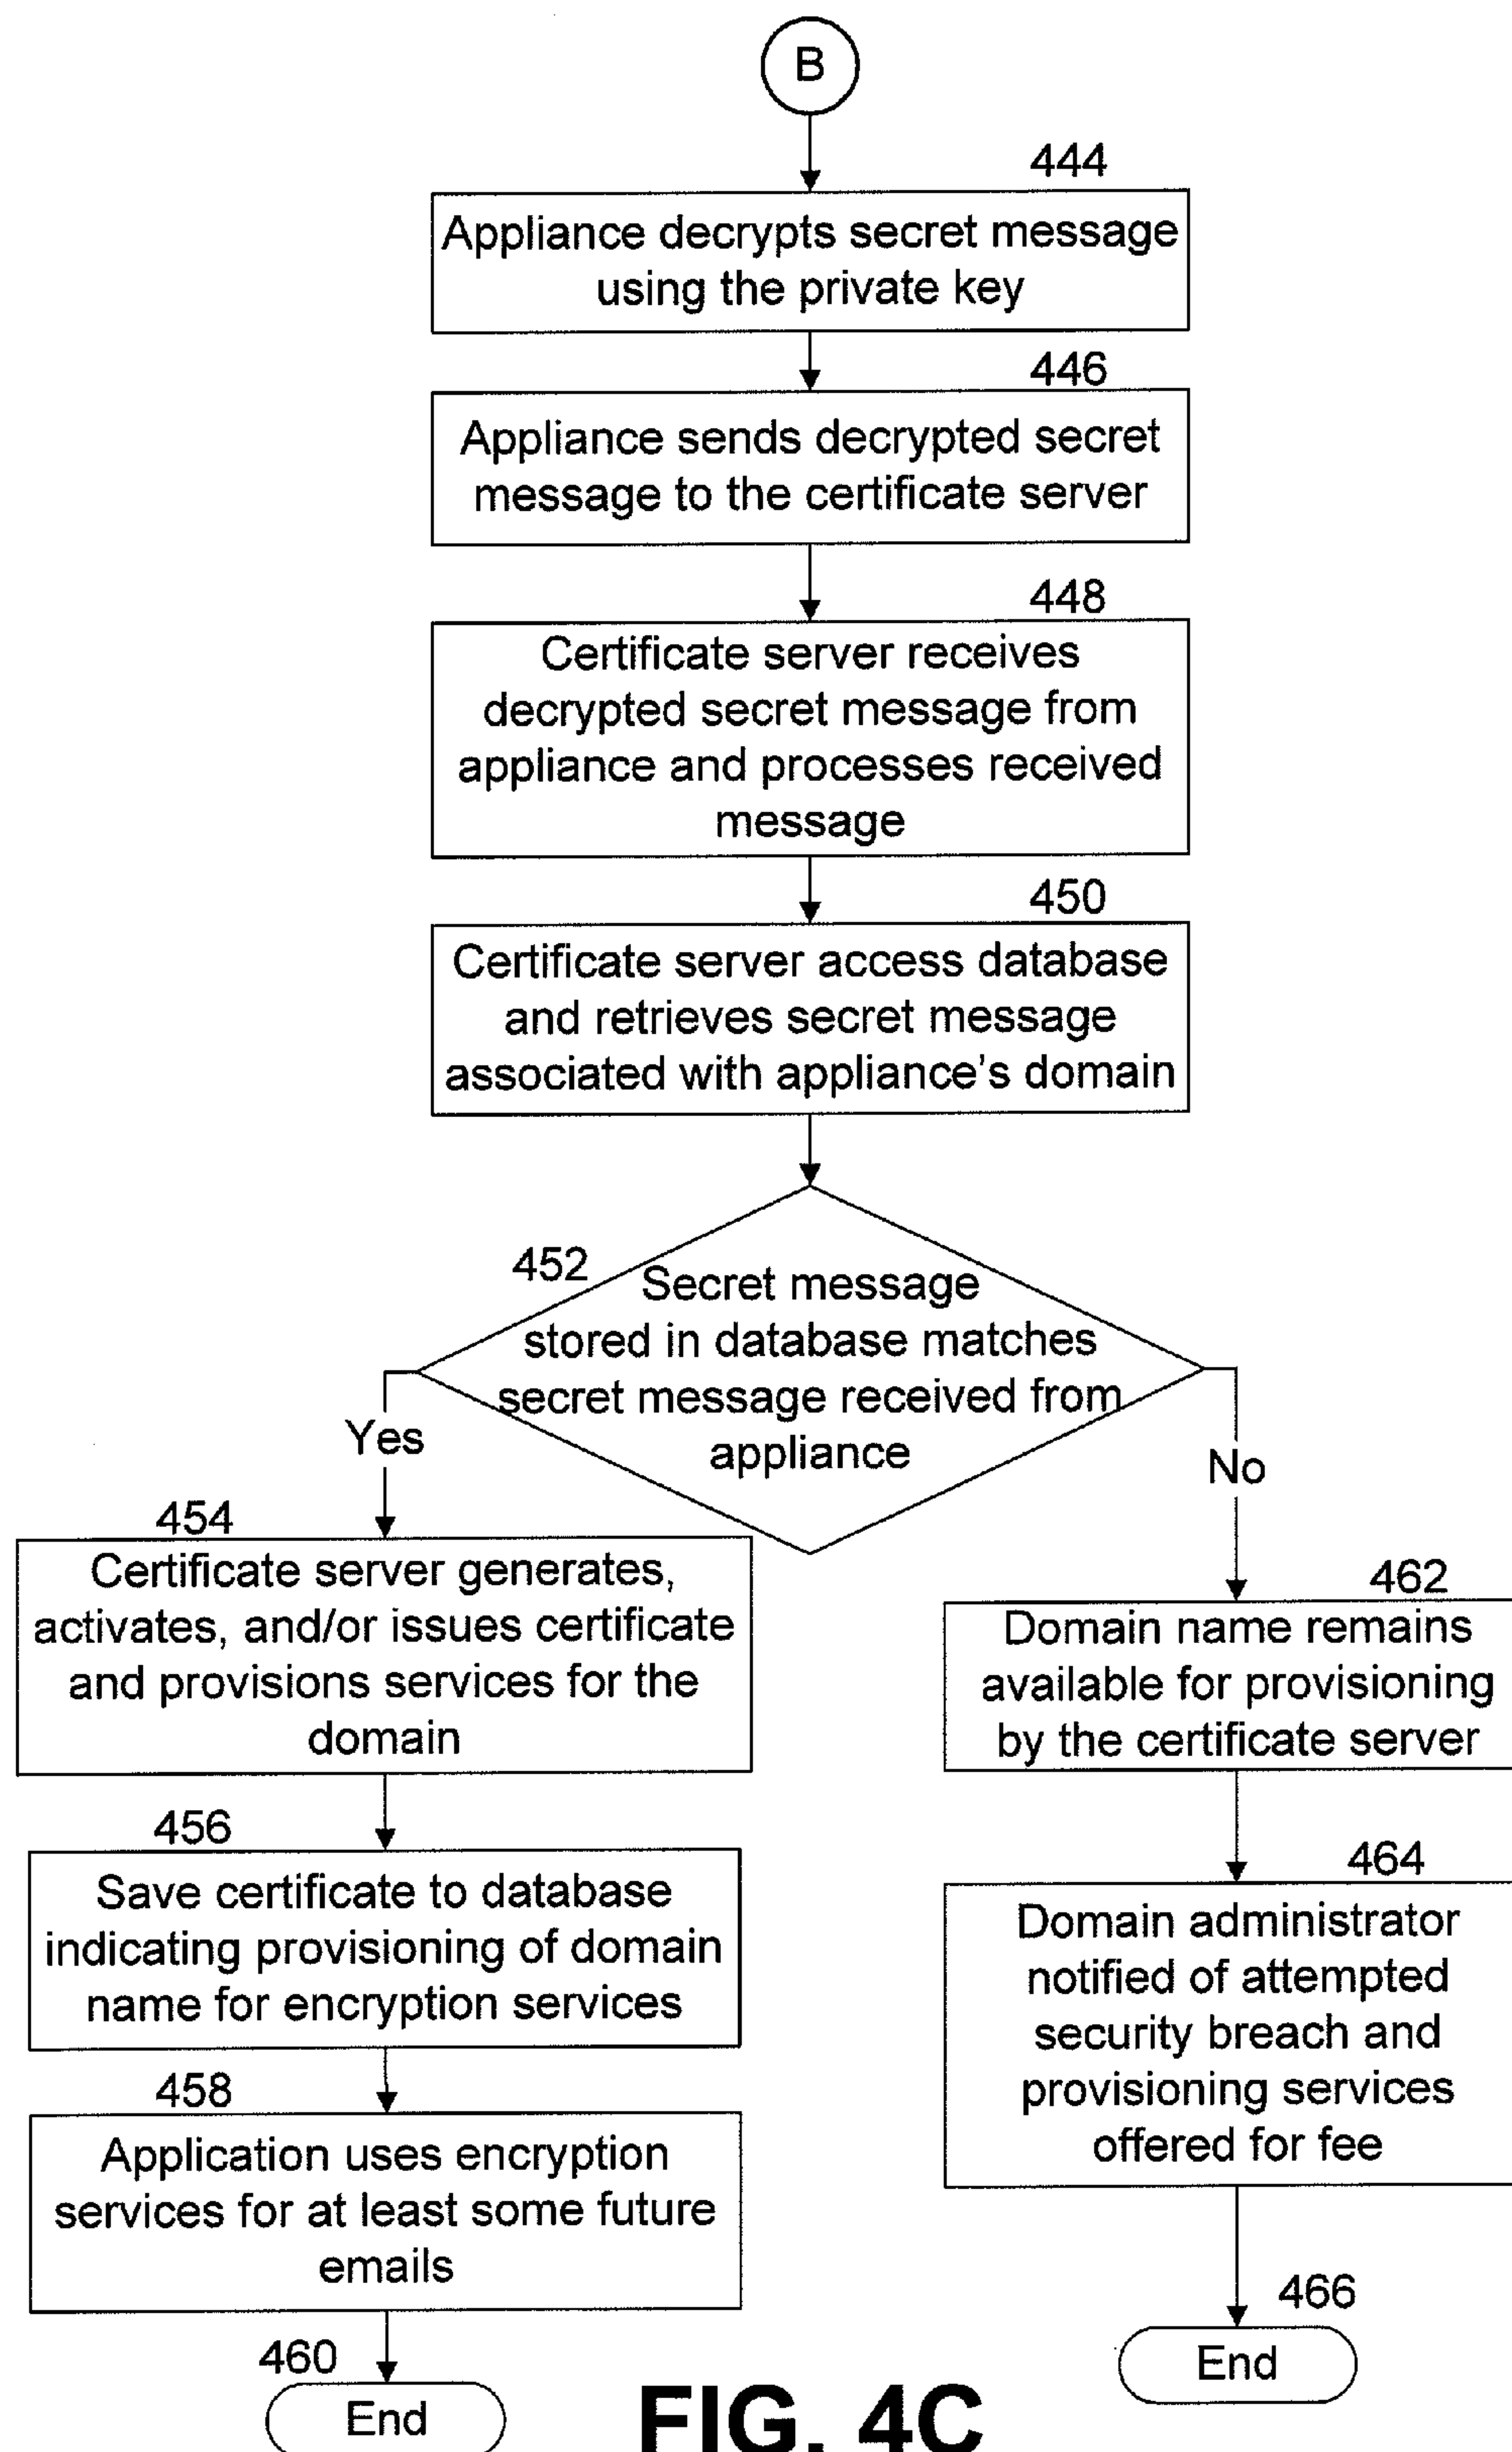 B
444
Appliance decrypts secret message
using the private key
446
Appliance sends decrypted secret
message to the certificate server
448
Certificate server receives
decrypted secret message from
appliance and processes received
message
450
Certificate server access database
and retrieves secret message
associated with appliance's domain
452
Secret message
stored in database matches
secret message received from
appliance
Yes
No
454
Certificate server generates,
activates, and/or issues certificate
and provisions services for the
domain
456
Save certificate to database
indicating provisioning of domain
name for encryption services
458
Application uses encryption
services for at least some future
emails
460
End
462
Domain name remains
available for provisioning
by the certificate server
464
Domain administrator
notified of attempted
security breach and
provisioning services
offered for fee
466
End
FIG. 4C